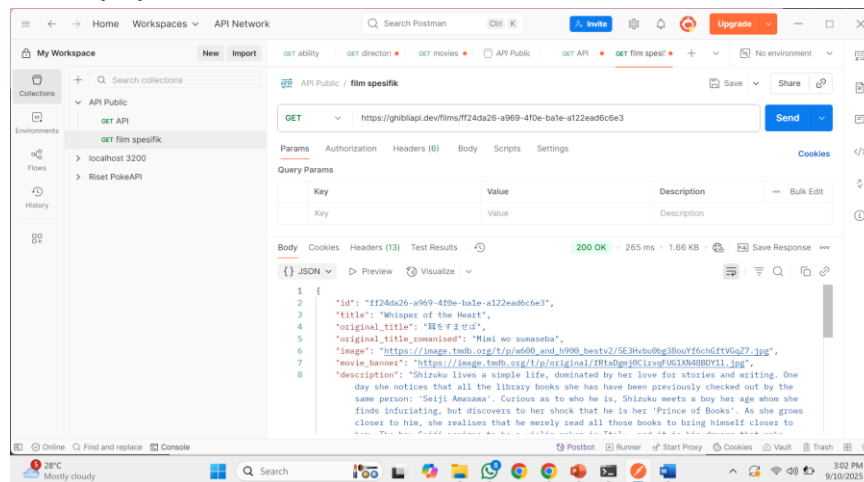 Home Workspaces API Network Search Postman Ctrl K Invite Upgrade
My Workspace New Import GET ability GET director GET movies API Public GET API GET film spesif No environment
Collections
Environments
Flows
History
Search collections
API Public
GET API
GET film spesifik
localhost 3200
Riset PokeAPI
HTTP API Public / film spesifik Save Share
GET https://ghibliapi.dev/films/ff24da26-a969-4f0e-ba1e-a122ead6c6e3 Send
Params Authorization Headers (6) Body Scripts Settings Cookies
Query Params
Key Value Description Bulk Edit
Key Value Description
Body Cookies Headers (13) Test Results 200 OK 265 ms 1.66 KB Save Response
{} JSON Preview Visualize
1 {
2 "id": "ff24da26-a969-4f0e-ba1e-a122ead6c6e3",
3 "title": "Whisper of the Heart",
4 "original_title": "耳をすませば",
5 "original_title_romanised": "Mimi wo sumaseba",
6 "image": "https://image.tmdb.org/t/p/w600_and_h900_bestv2/5E3Hvbu0bg38ouYf6chGftVGqZ7.jpg",
7 "movie_banner": "https://image.tmdb.org/t/p/original/fRtaDgmj0CirvqFUG1XN48BDY1l.jpg",
8 "description": "Shizuku lives a simple life, dominated by her love for stories and writing. One
day she notices that all the library books she has have been previously checked out by the
same person: 'Seiji Amasawa'. Curious as to who he is, Shizuku meets a boy her age whom she
finds infuriating, but discovers to her shock that he is her 'Prince of Books'. As she grows
closer to him, she realises that he merely read all those books to bring himself closer to
Online Find and replace Console Postbot Runner Start Proxy Cookies Vault Trash
5 28°C
Mostly cloudy
Search
3:02 PM
9/10/2025